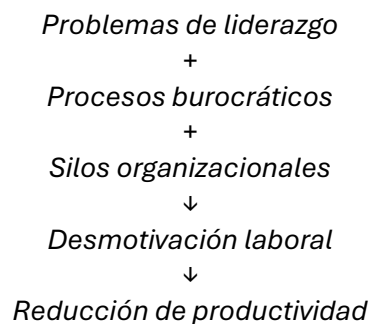 Problemas de liderazgo
+
Procesos burocráticos
+
Silos organizacionales
↓
Desmotivación laboral
↓
Reducción de productividad